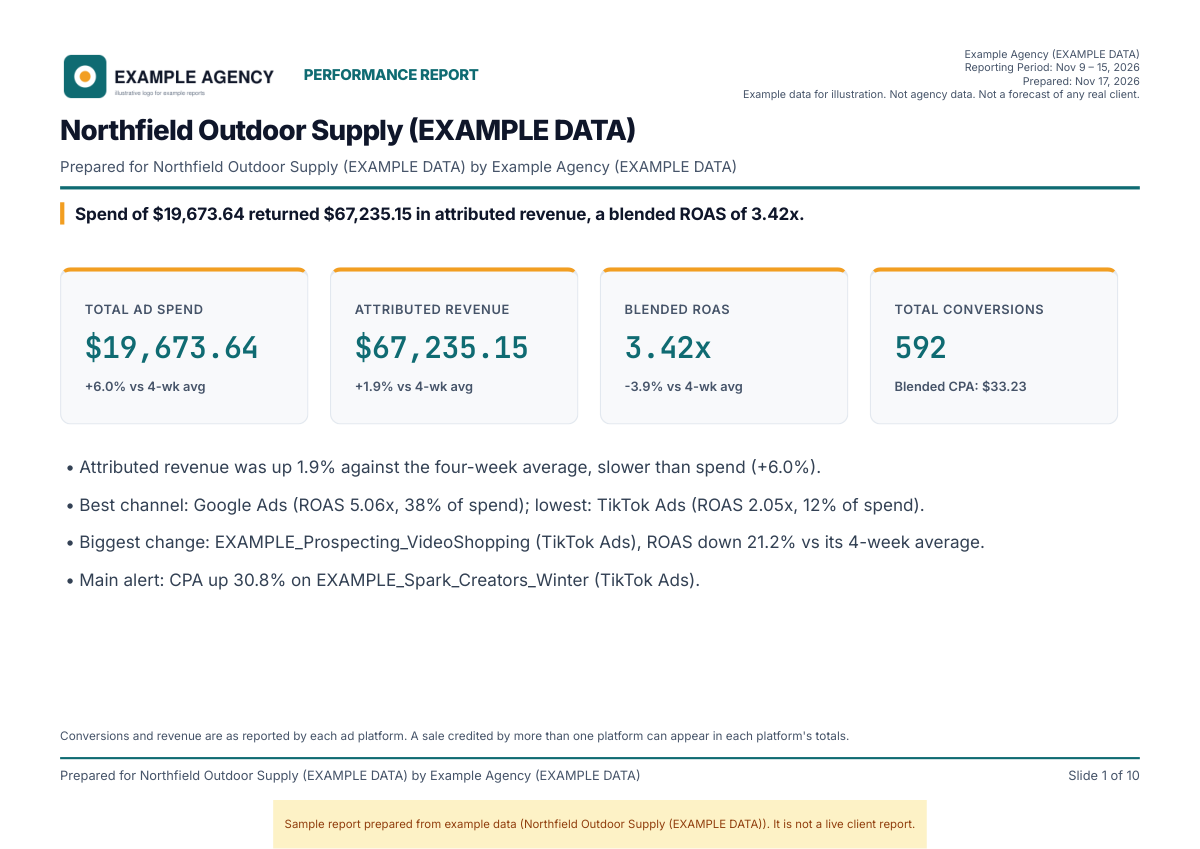 EXAMPLE AGENCY
Illustrative logo for example reports
PERFORMANCE REPORT
Example Agency (EXAMPLE DATA)
Reporting Period: Nov 9 – 15, 2026
Prepared: Nov 17, 2026
Example data for illustration. Not agency data. Not a forecast of any real client.
Northfield Outdoor Supply (EXAMPLE DATA)
Prepared for Northfield Outdoor Supply (EXAMPLE DATA) by Example Agency (EXAMPLE DATA)
Spend of $19,673.64 returned $67,235.15 in attributed revenue, a blended ROAS of 3.42x.
TOTAL AD SPEND
$19,673.64
+6.0% vs 4-wk avg
ATTRIBUTED REVENUE
$67,235.15
+1.9% vs 4-wk avg
BLENDED ROAS
3.42x
-3.9% vs 4-wk avg
TOTAL CONVERSIONS
592
Blended CPA: $33.23
• Attributed revenue was up 1.9% against the four-week average, slower than spend (+6.0%).
• Best channel: Google Ads (ROAS 5.06x, 38% of spend); lowest: TikTok Ads (ROAS 2.05x, 12% of spend).
• Biggest change: EXAMPLE_Prospecting_VideoShopping (TikTok Ads), ROAS down 21.2% vs its 4-week average.
• Main alert: CPA up 30.8% on EXAMPLE_Spark_Creators_Winter (TikTok Ads).
Conversions and revenue are as reported by each ad platform. A sale credited by more than one platform can appear in each platform's totals.
Prepared for Northfield Outdoor Supply (EXAMPLE DATA) by Example Agency (EXAMPLE DATA)
Slide 1 of 10
Sample report prepared from example data (Northfield Outdoor Supply (EXAMPLE DATA)). It is not a live client report.